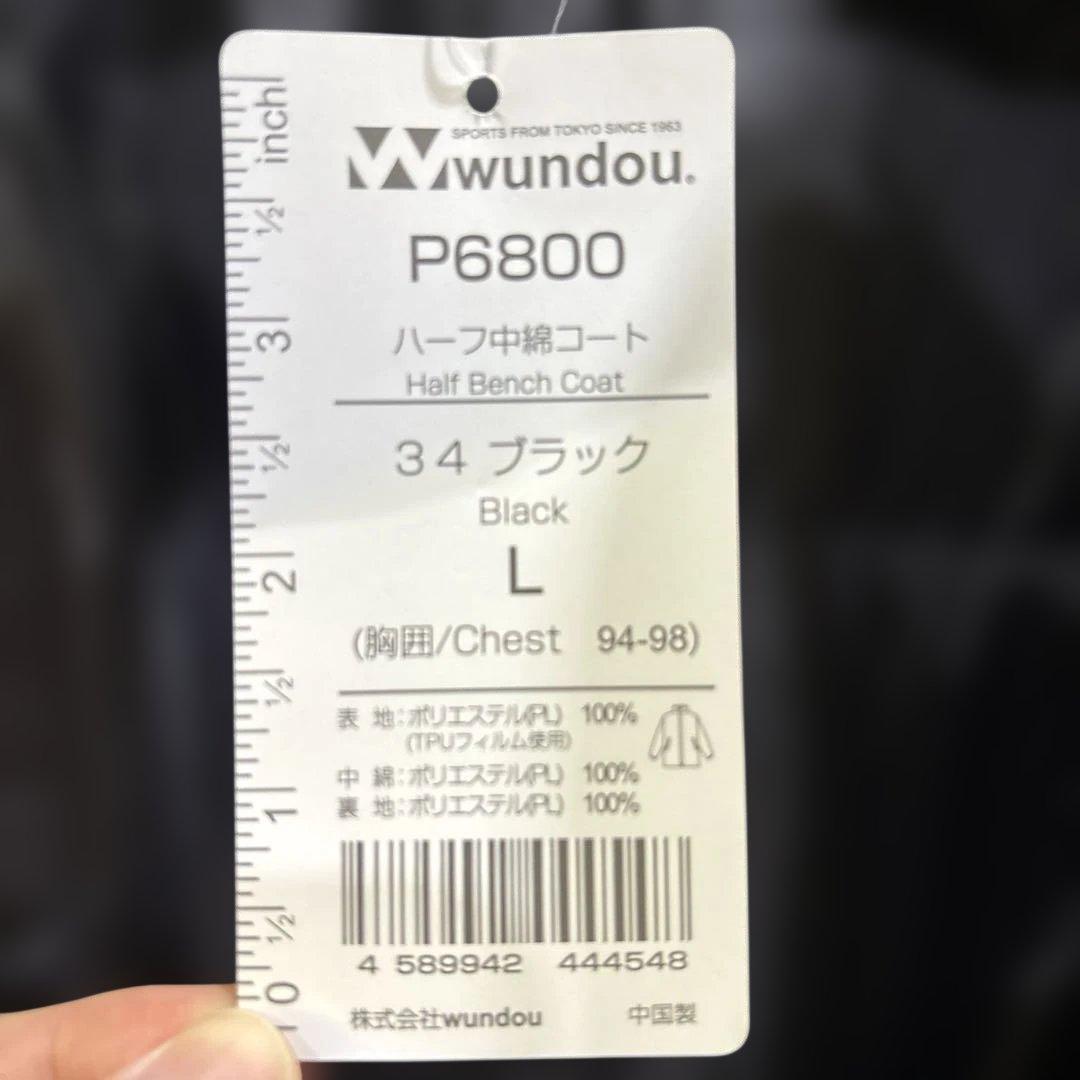 SPORTS FROM TOKYO SINCE 1963
wundou.
P6800
ハーフ中綿コート
Half Bench Coat
34 ブラック
Black
L
(胸囲/Chest 94-98)
表 地:ポリエステル(PL) 100%
(TPUフィルム使用)
中 綿:ポリエステル(PL) 100%
裏 地:ポリエステル(PL) 100%
4 589942 444548
株式会社wundou 中国製
inch
½
3
½
2
½
1
½
0